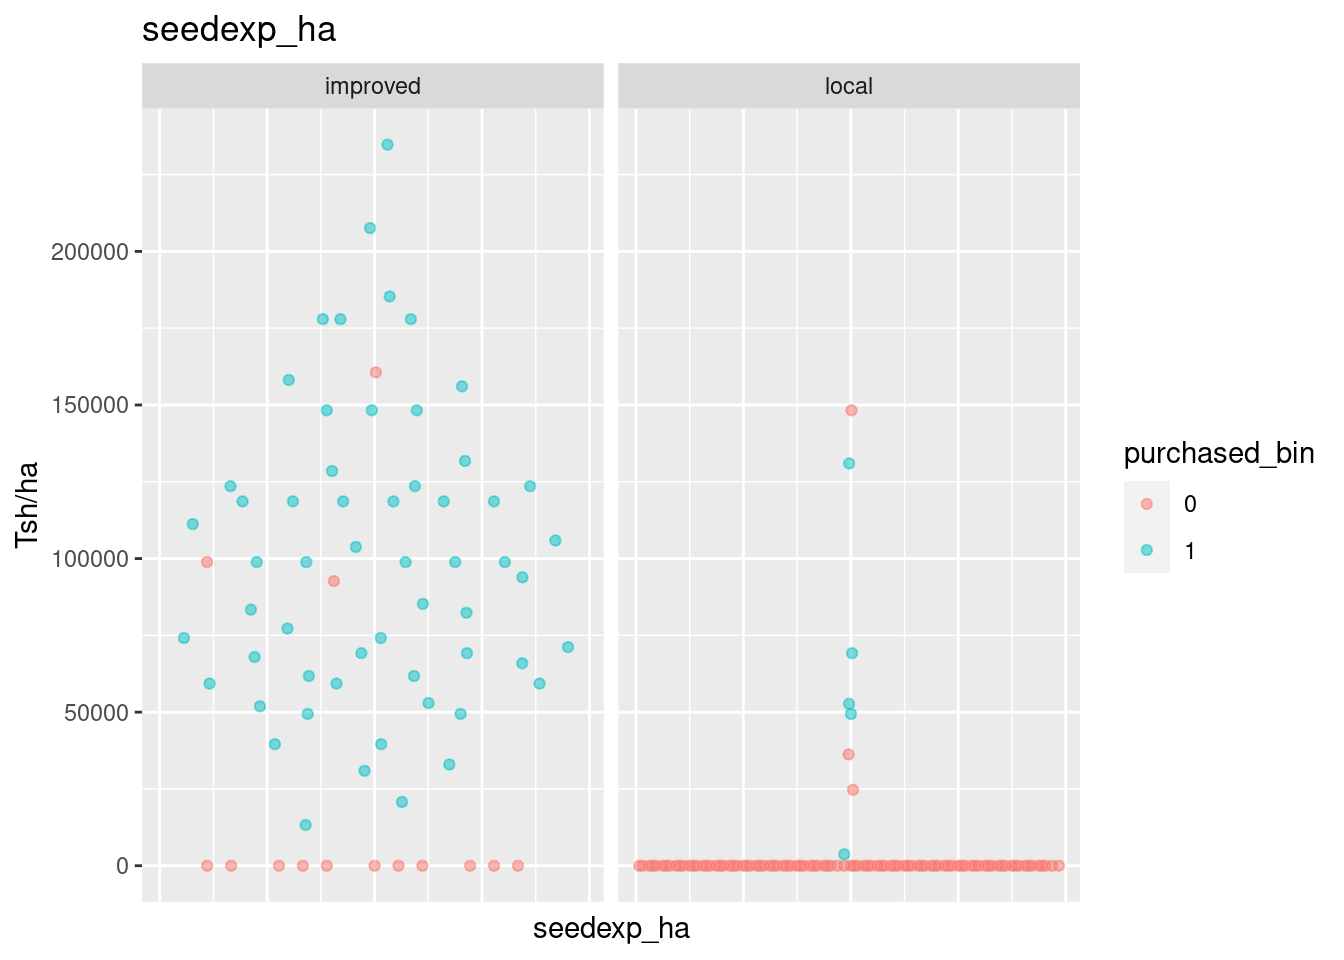 seedexp_ha
improved
local
200000
150000
100000
50000
0
Tsh/ha
seedexp_ha
purchased_bin
0
1